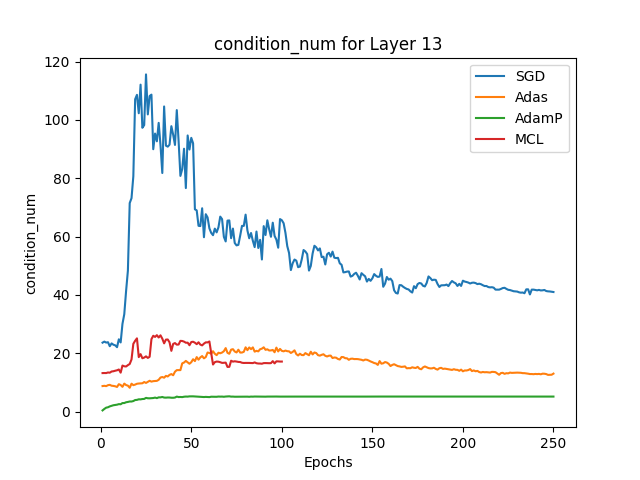 condition_num for Layer 13
SGD
Adas
AdamP
MCL
condition_num
120
100
80
60
40
20
0
0 50 100 150 200 250
Epochs